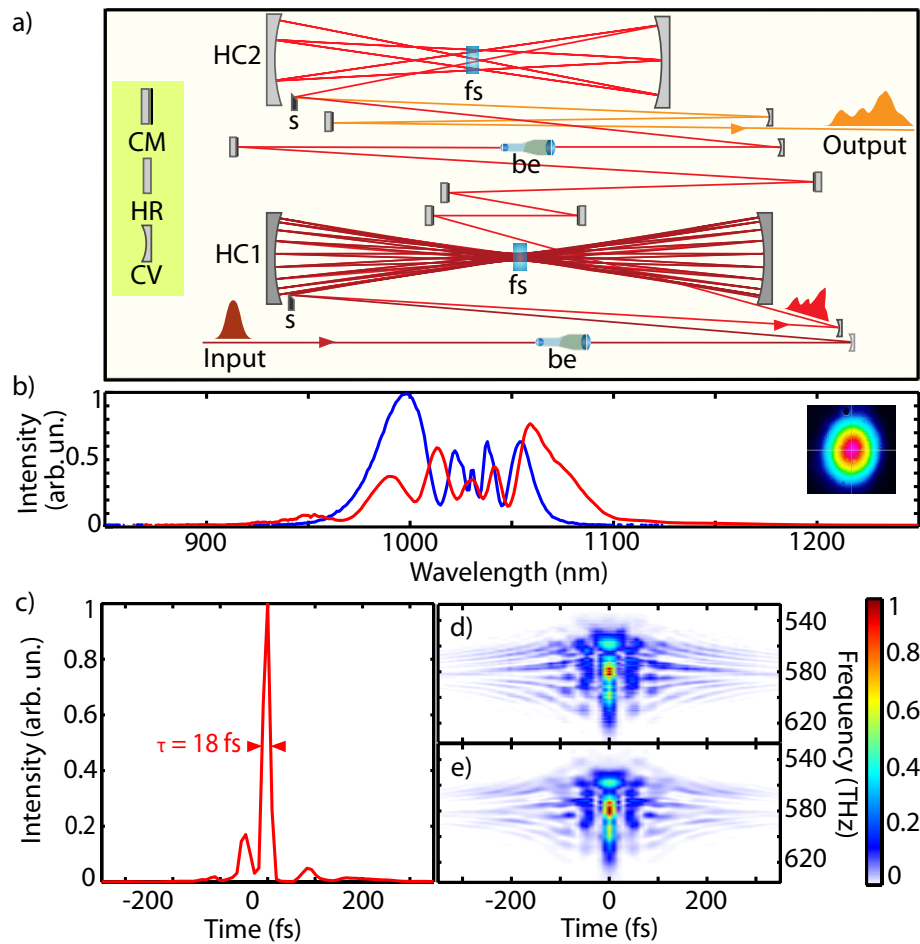 a)
HC2
fs
s
CM
HR
CV
be
Output
HC1
fs
s
Input
be
b)
Intensity
(arb. un.)
1
0.5
0
900
1000
1100
1200
Wavelength (nm)
c)
Intensity (arb. un.)
1
0.8
0.6
0.4
0.2
0
τ = 18 fs
-200
0
200
Time (fs)
d)
540
580
620
e)
540
580
620
Frequency (THz)
-200
0
200
Time (fs)
1
0.8
0.6
0.4
0.2
0